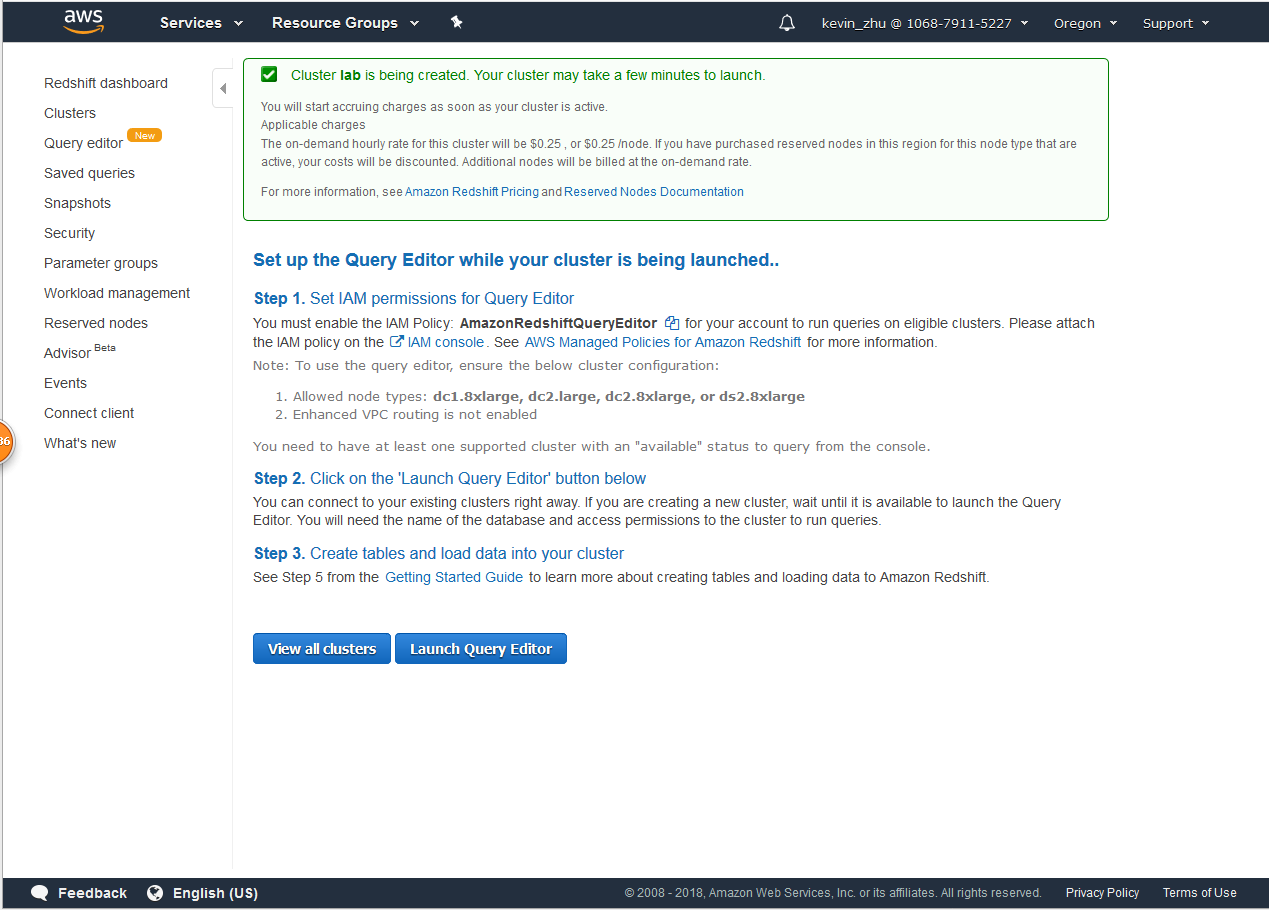 aws Services Resource Groups kevin_zhu @ 1068-7911-5227 Oregon Support
Redshift dashboard
Clusters
Query editor New
Saved queries
Snapshots
Security
Parameter groups
Workload management
Reserved nodes
Advisor Beta
Events
Connect client
What's new
36
Cluster lab is being created. Your cluster may take a few minutes to launch.
You will start accruing charges as soon as your cluster is active.
Applicable charges
The on-demand hourly rate for this cluster will be $0.25 , or $0.25 /node. If you have purchased reserved nodes in this region for this node type that are
active, your costs will be discounted. Additional nodes will be billed at the on-demand rate.
For more information, see Amazon Redshift Pricing and Reserved Nodes Documentation
Set up the Query Editor while your cluster is being launched..
Step 1. Set IAM permissions for Query Editor
You must enable the IAM Policy: AmazonRedshiftQueryEditor for your account to run queries on eligible clusters. Please attach
the IAM policy on the IAM console. See AWS Managed Policies for Amazon Redshift for more information.
Note: To use the query editor, ensure the below cluster configuration:
1. Allowed node types: dc1.8xlarge, dc2.large, dc2.8xlarge, or ds2.8xlarge
2. Enhanced VPC routing is not enabled
You need to have at least one supported cluster with an "available" status to query from the console.
Step 2. Click on the 'Launch Query Editor' button below
You can connect to your existing clusters right away. If you are creating a new cluster, wait until it is available to launch the Query
Editor. You will need the name of the database and access permissions to the cluster to run queries.
Step 3. Create tables and load data into your cluster
See Step 5 from the Getting Started Guide to learn more about creating tables and loading data to Amazon Redshift.
View all clusters Launch Query Editor
Feedback English (US) © 2008 - 2018, Amazon Web Services, Inc. or its affiliates. All rights reserved. Privacy Policy Terms of Use